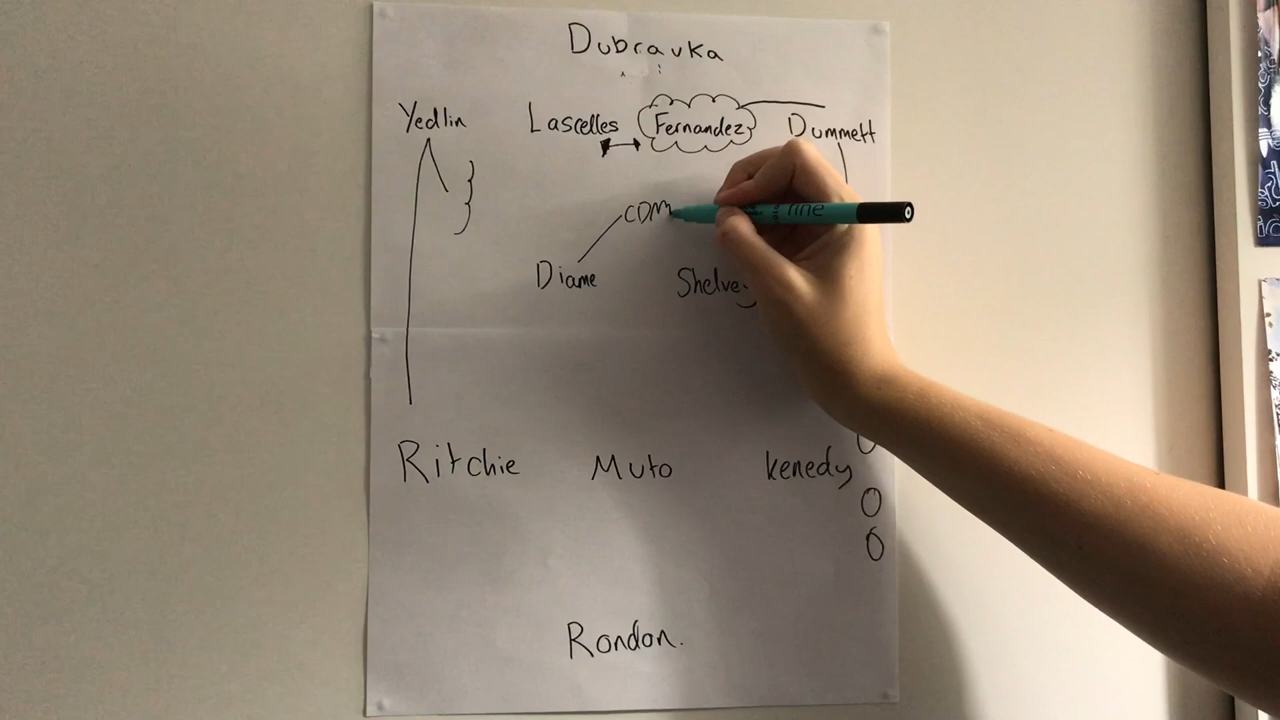 Dubravka
Yedlin Lascelles Fernandez Dummett
CDM
Diame Shelvey
Ritchie Muto Kenedy
Rondon.
fine